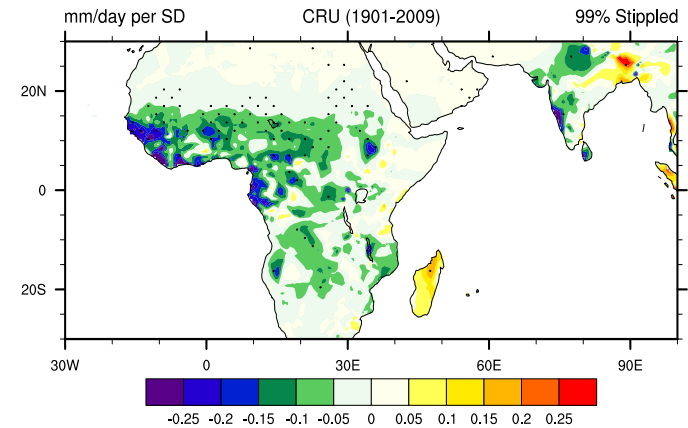 mm/day per SD CRU (1901-2009) 99% Stippled
20N
0
20S
30W 0 30E 60E 90E
-0.25 -0.2 -0.15 -0.1 -0.05 0 0.05 0.1 0.15 0.2 0.25